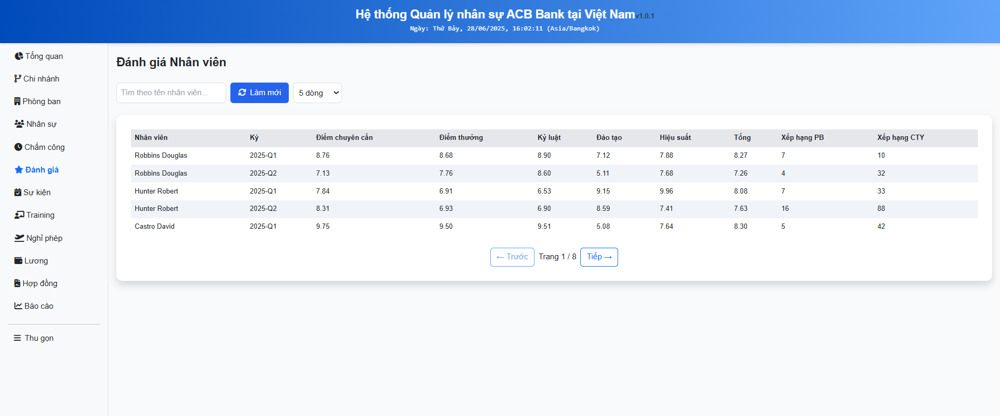 Hệ thống Quản lý nhân sự ACB Bank tại Việt Namv1.0.1
Ngày: Thứ Bảy, 28/06/2025, 16:02:11 (Asia/Bangkok)
Tổng quan
Chi nhánh
Phòng ban
Nhân sự
Chấm công
Đánh giá
Sự kiện
Training
Nghỉ phép
Lương
Hợp đồng
Báo cáo
Thu gọn
Đánh giá Nhân viên
Tìm theo tên nhân viên... Làm mới 5 dòng
Nhân viên Kỳ Điểm chuyên cần Điểm thưởng Kỷ luật Đào tạo Hiệu suất Tổng Xếp hạng PB Xếp hạng CTY
Robbins Douglas 2025-Q1 8.76 8.68 8.90 7.12 7.88 8.27 7 10
Robbins Douglas 2025-Q2 7.13 7.76 8.60 5.11 7.68 7.26 4 32
Hunter Robert 2025-Q1 7.84 6.91 6.53 9.15 9.96 8.08 7 33
Hunter Robert 2025-Q2 8.31 6.93 6.90 8.59 7.41 7.63 16 88
Castro David 2025-Q1 9.75 9.50 9.51 5.08 7.64 8.30 5 42
← Trước Trang 1 / 8 Tiếp →